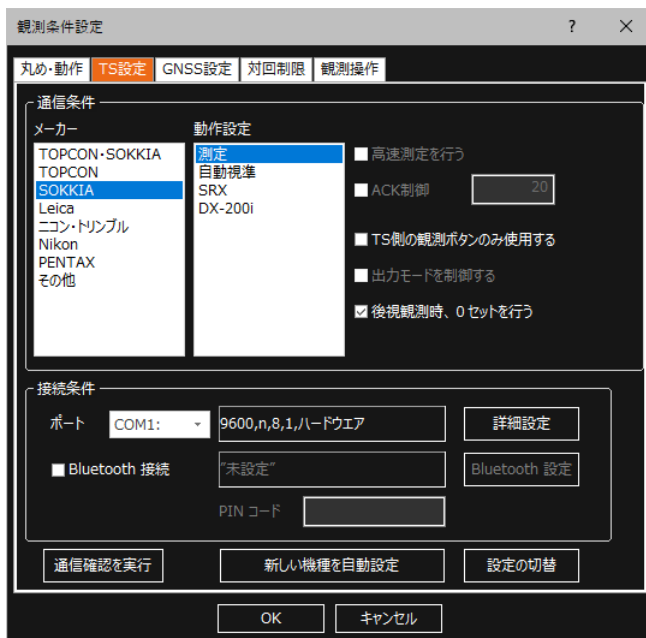 観測条件設定
?
×
丸め・動作
TS設定
GNSS設定
対回制限
観測操作
通信条件
メーカー
TOPCON・SOKKIA
TOPCON
SOKKIA
Leica
ニコン・トリンブル
Nikon
PENTAX
その他
動作設定
測定
自動視準
SRX
DX-200i
高速測定を行う
ACK制御
20
TS側の観測ボタンのみ使用する
出力モードを制御する
後視観測時、0セットを行う
接続条件
ポート
COM1:
9600,n,8,1,ハードウエア
詳細設定
Bluetooth 接続
"未設定"
Bluetooth 設定
PIN コード
通信確認を実行
新しい機種を自動設定
設定の切替
OK
キャンセル